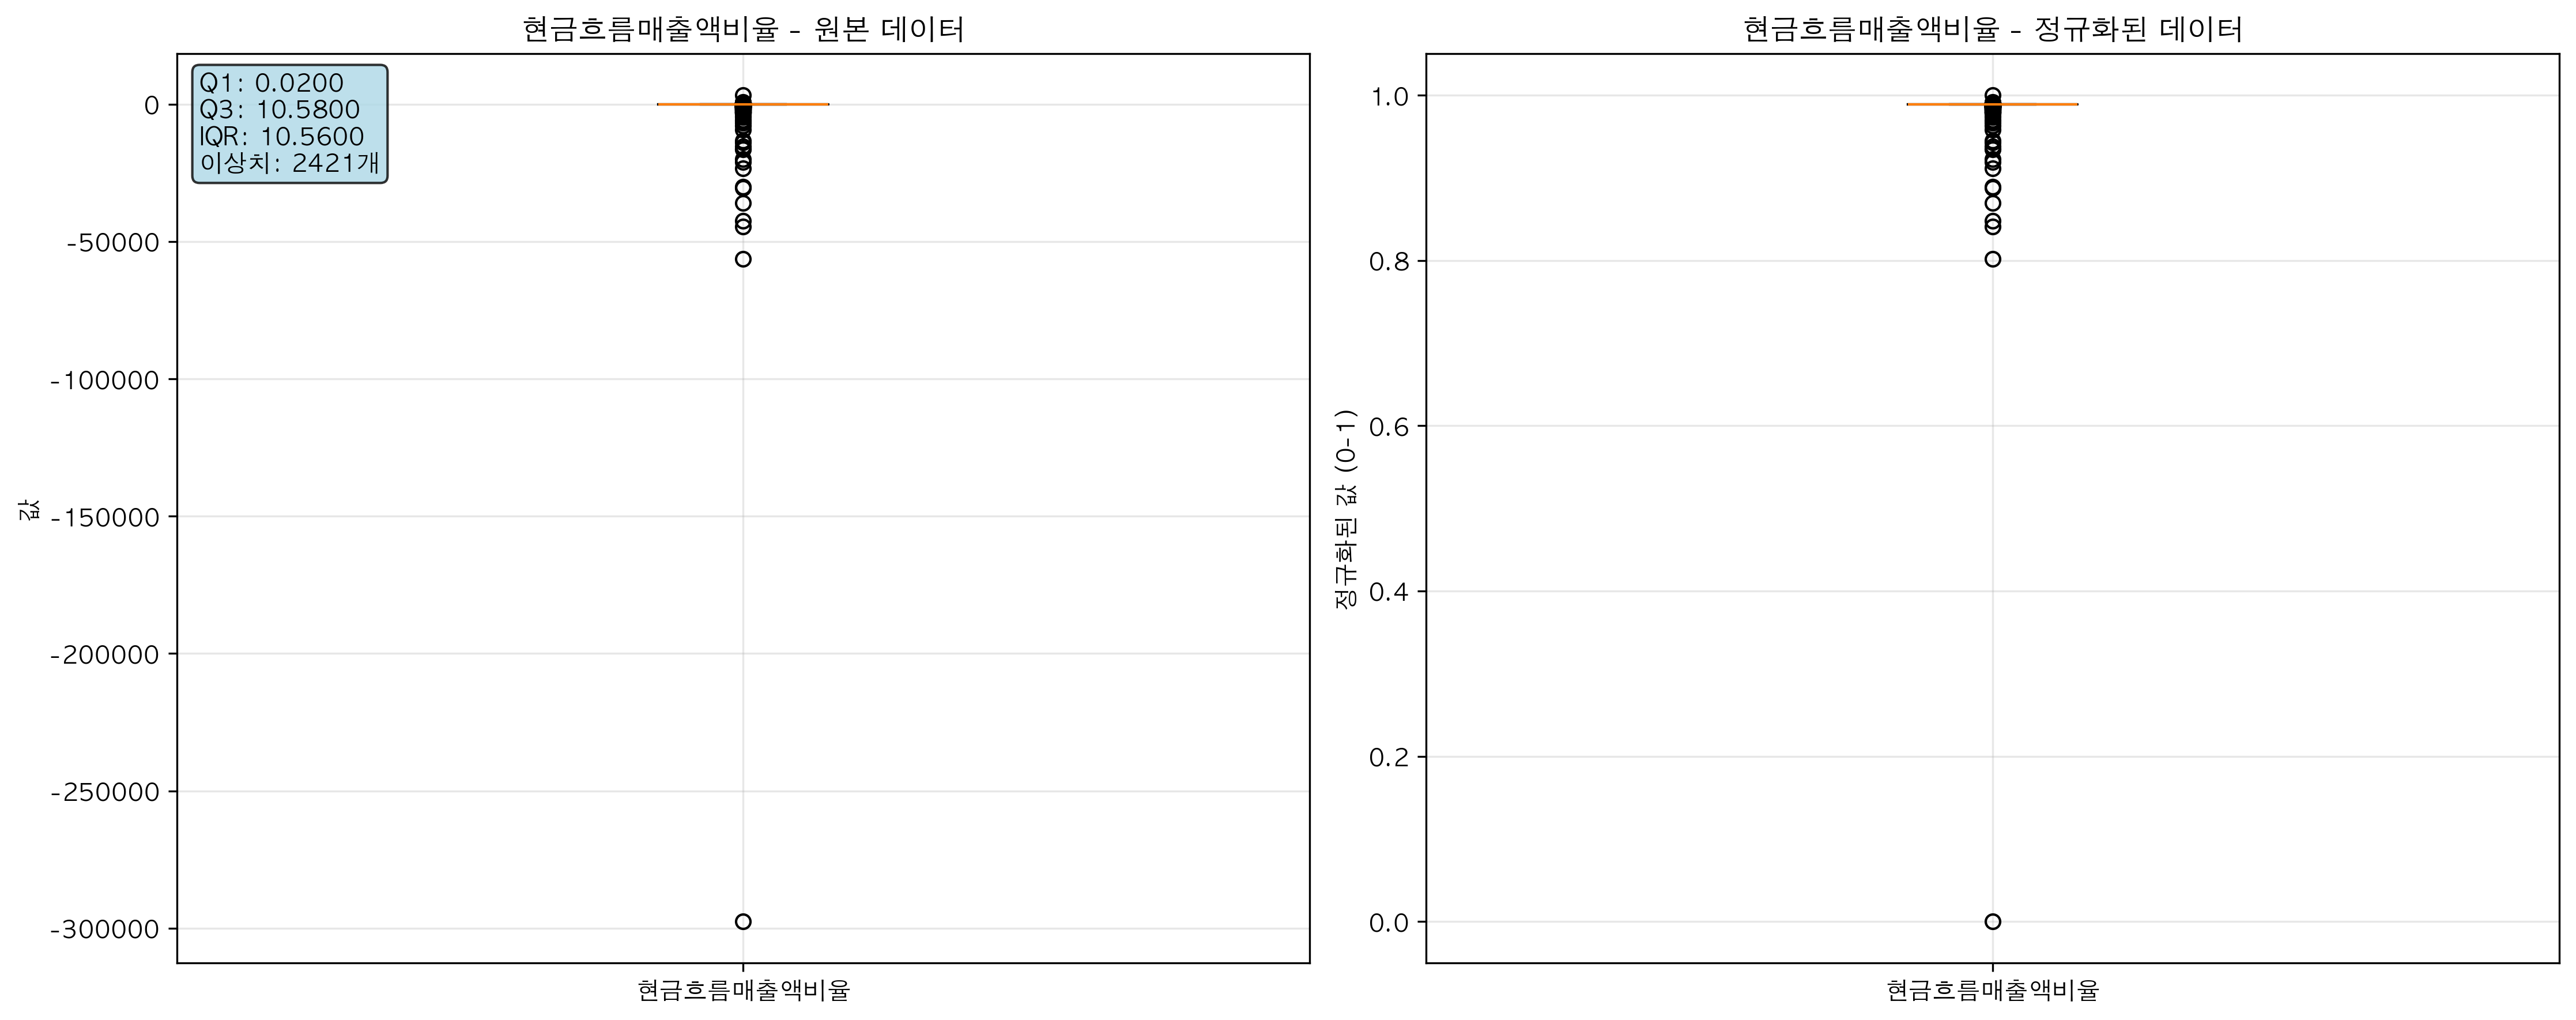 현금흐름매출액비율 - 원본 데이터
Q1: 0.0200
Q3: 10.5800
IQR: 10.5600
이상치: 2421개
0
-50000
-100000
-150000
-200000
-250000
-300000
값
현금흐름매출액비율
현금흐름매출액비율 - 정규화된 데이터
1.0
0.8
0.6
0.4
0.2
0.0
정규화된 값 (0-1)
현금흐름매출액비율